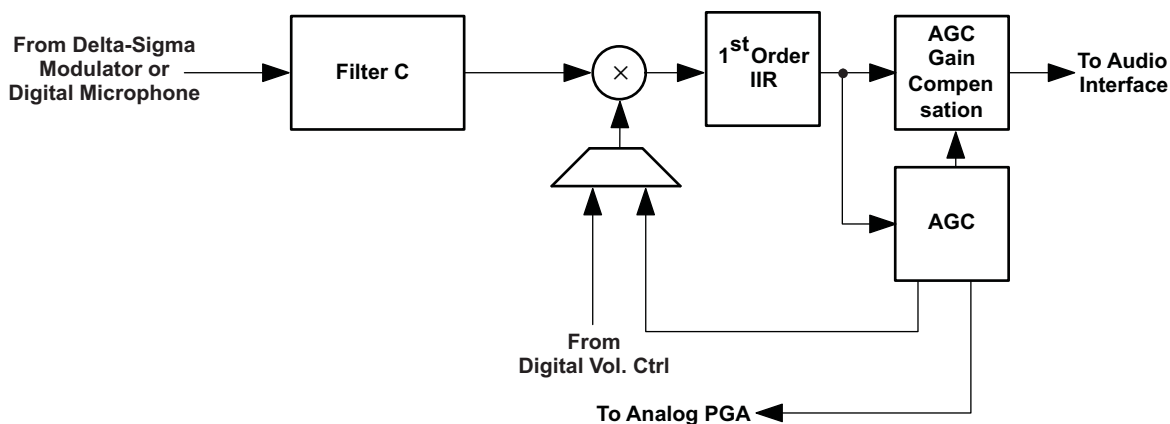 From Delta-Sigma
Modulator or
Digital Microphone
Filter C
×
1st Order
IIR
AGC
Gain
Compen
sation
To Audio
Interface
AGC
From
Digital Vol. Ctrl
To Analog PGA